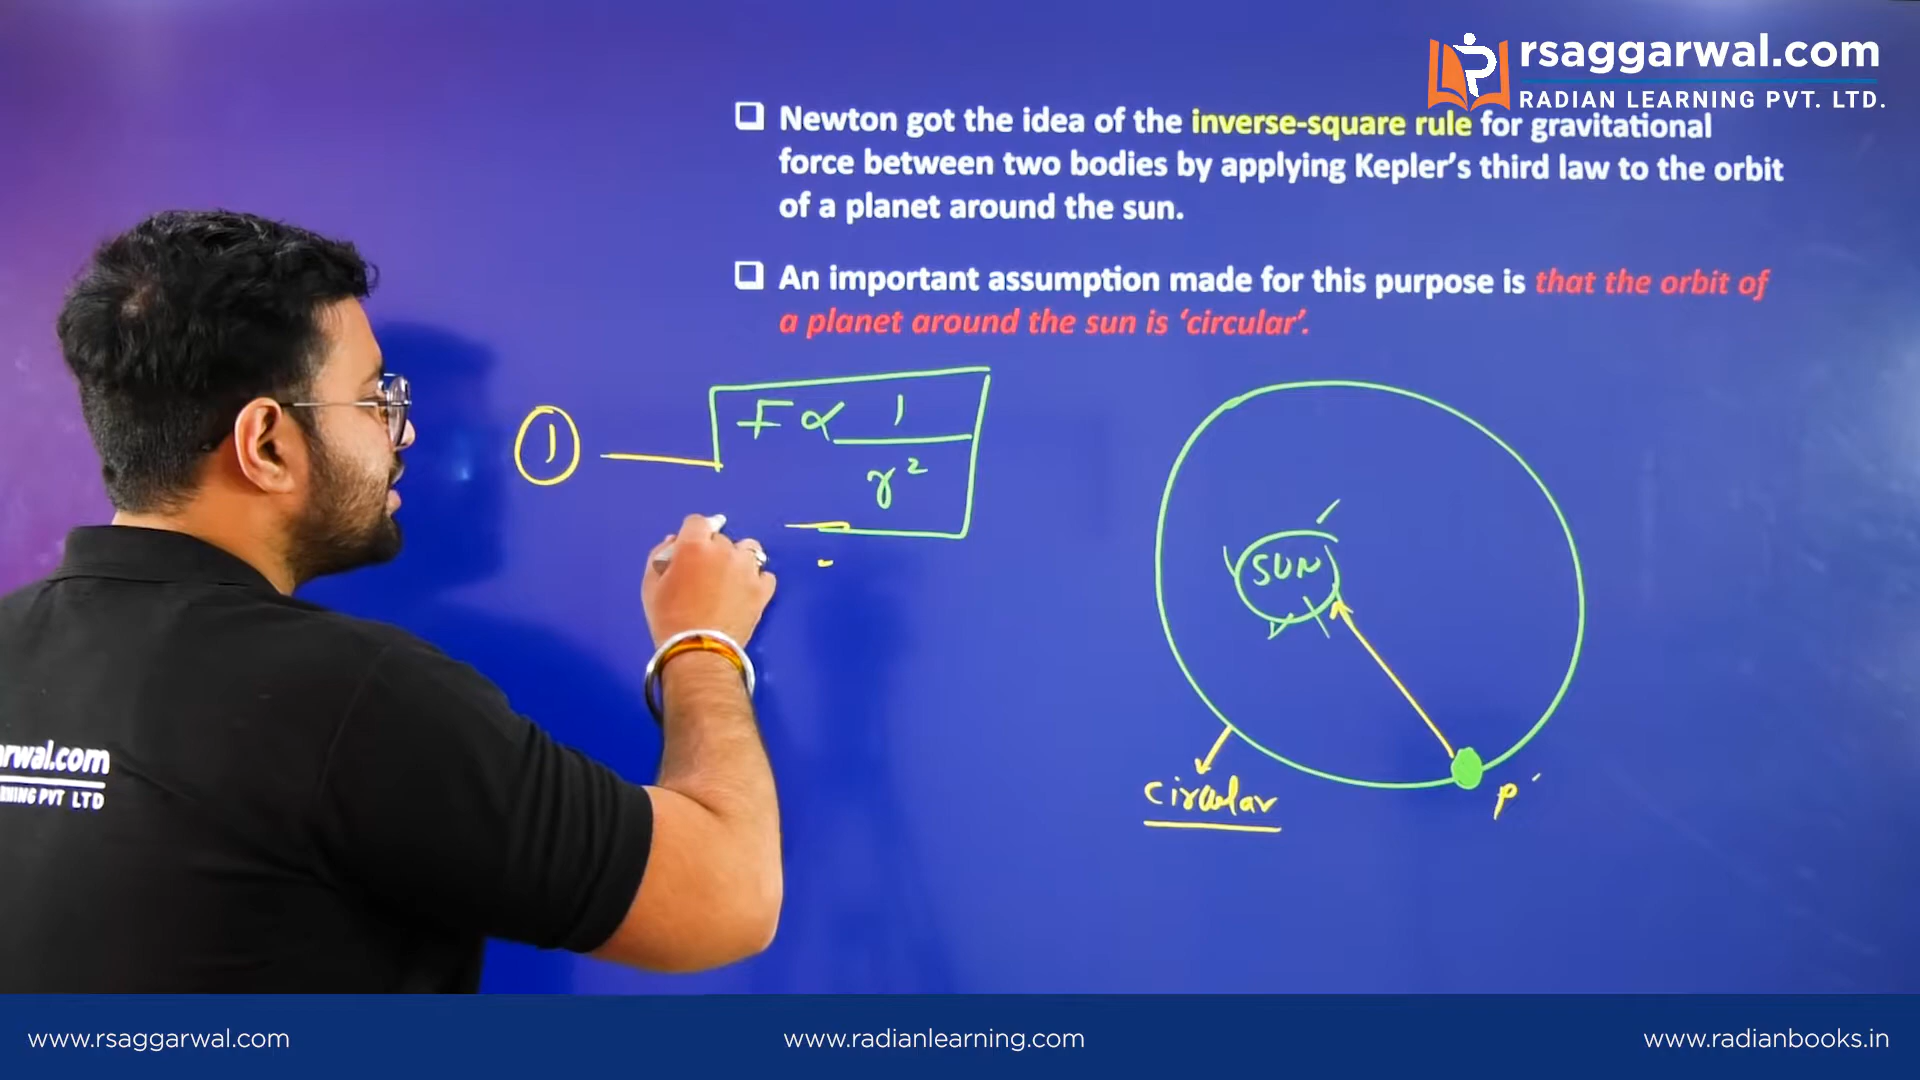 rsaggarwal.com
RADIAN LEARNING PVT. LTD.
Newton got the idea of the inverse-square rule for gravitational
force between two bodies by applying Kepler's third law to the orbit
of a planet around the sun.
An important assumption made for this purpose is that the orbit of
a planet around the sun is ‘circular’.
1
F ∝ 1
r²
SUN
circular
P
rwal.com
RNING PVT LTD
www.rsaggarwal.com
www.radianlearning.com
www.radianbooks.in